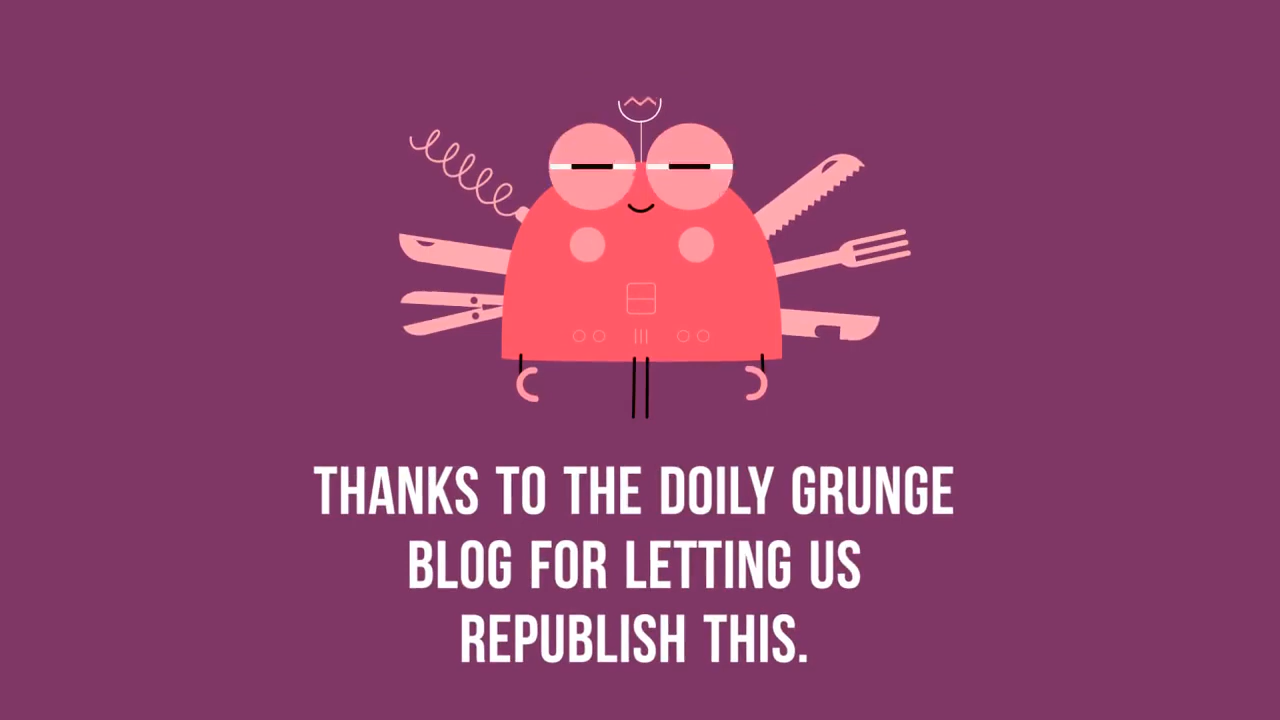 THANKS TO THE DOILY GRUNGE
BLOG FOR LETTING US
REPUBLISH THIS.